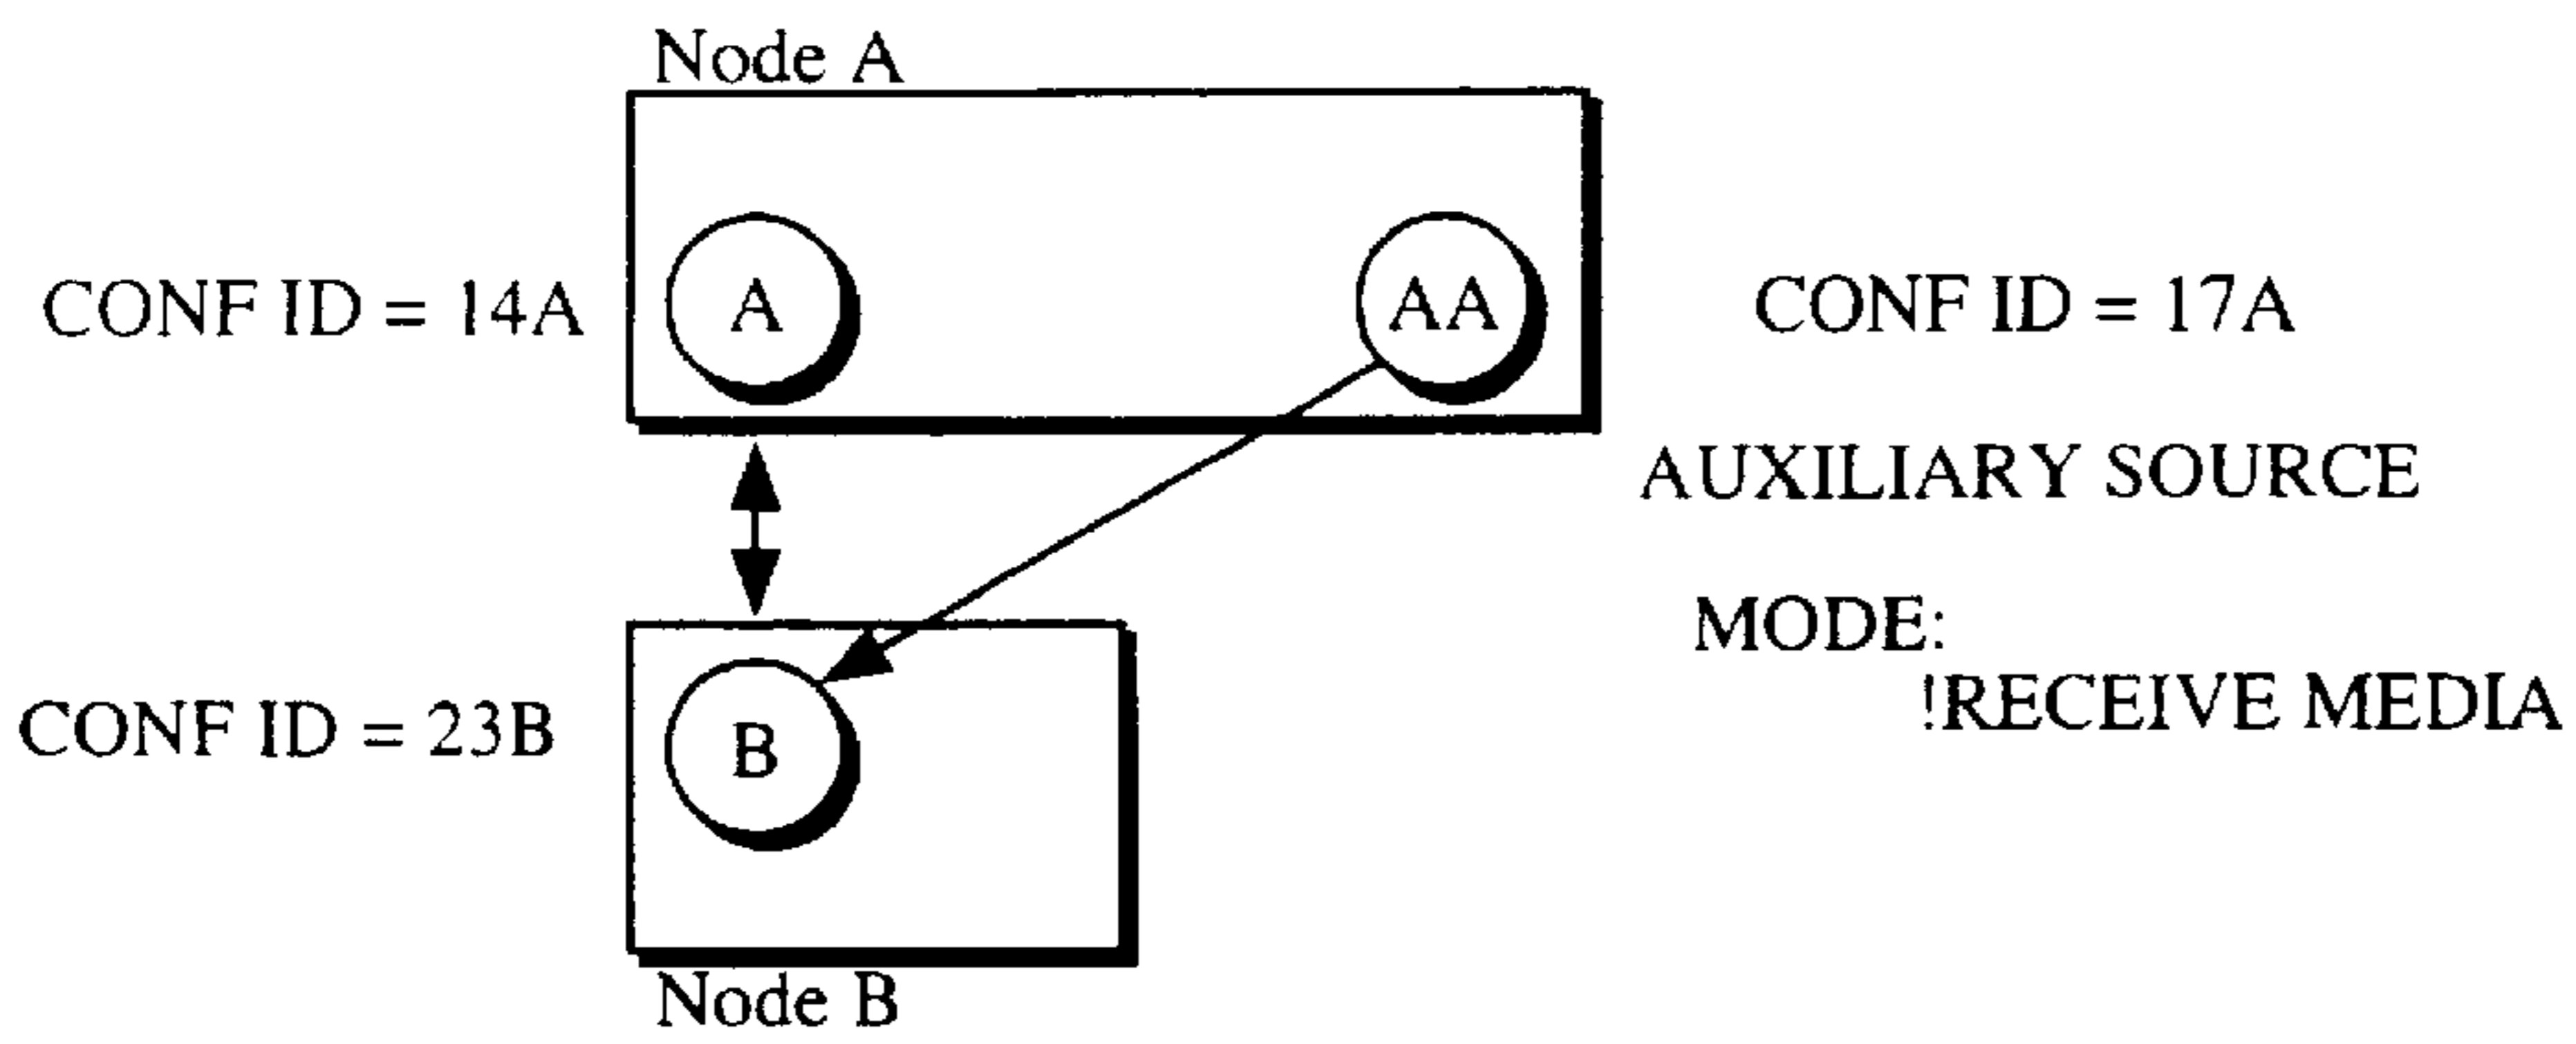 Node A
CONF ID = 14A
A
AA
CONF ID = 17A
AUXILIARY SOURCE
MODE:
!RECEIVE MEDIA
CONF ID = 23B
B
Node B